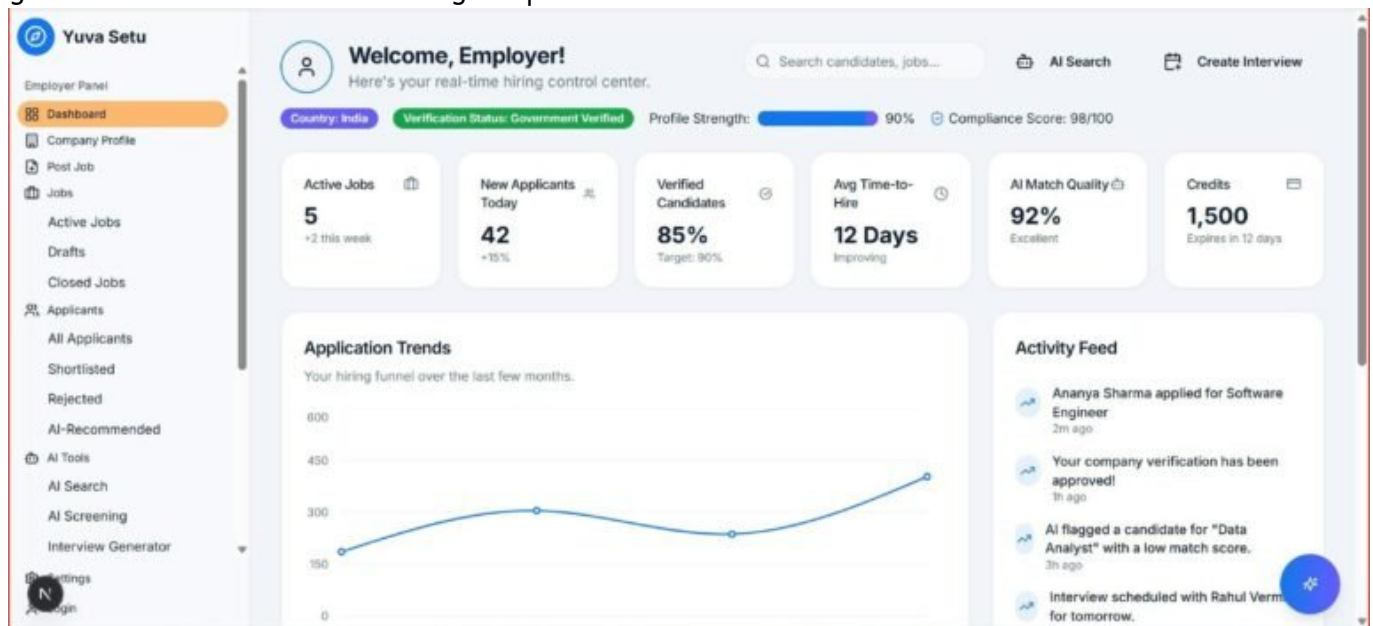 Yuva Setu
Employer Panel
Dashboard
Company Profile
Post Job
Jobs
Active Jobs
Drafts
Closed Jobs
Applicants
All Applicants
Shortlisted
Rejected
AI-Recommended
AI Tools
AI Search
AI Screening
Interview Generator
N
Welcome, Employer!
Here's your real-time hiring control center.
Search candidates, jobs...
AI Search
Create Interview
Country: India
Verification Status: Government Verified
Profile Strength:
90%
Compliance Score: 98/100
Active Jobs
5
+2 this week
New Applicants
Today
42
+15%
Verified
Candidates
85%
Target: 90%
Avg Time-to-
Hire
12 Days
Improving
AI Match Quality
92%
Excellent
Credits
1,500
Expires in 12 days
Application Trends
Your hiring funnel over the last few months.
600
450
300
150
0
Activity Feed
Ananya Sharma applied for Software
Engineer
2m ago
Your company verification has been
approved!
1h ago
AI flagged a candidate for "Data
Analyst" with a low match score.
3h ago
Interview scheduled with Rahul Verm
for tomorrow.